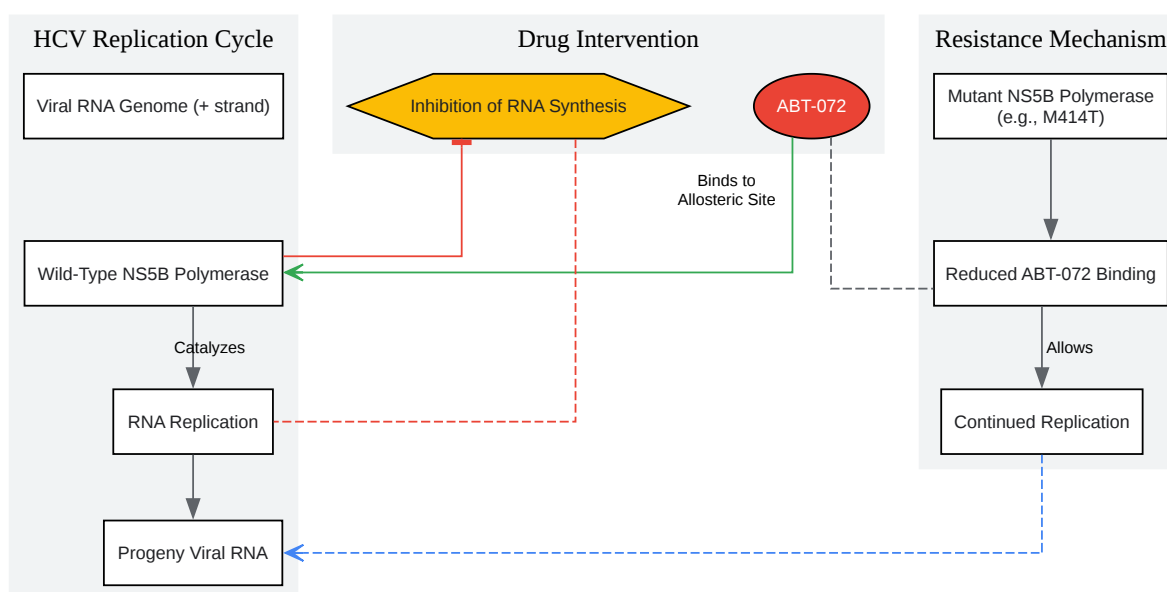 HCV Replication Cycle
Viral RNA Genome (+ strand)
Wild-Type NS5B Polymerase
Catalyzes
RNA Replication
Progeny Viral RNA
Drug Intervention
Inhibition of RNA Synthesis
ABT-072
Binds to
Allosteric Site
Resistance Mechanism
Mutant NS5B Polymerase
(e.g., M414T)
Reduced ABT-072 Binding
Allows
Continued Replication